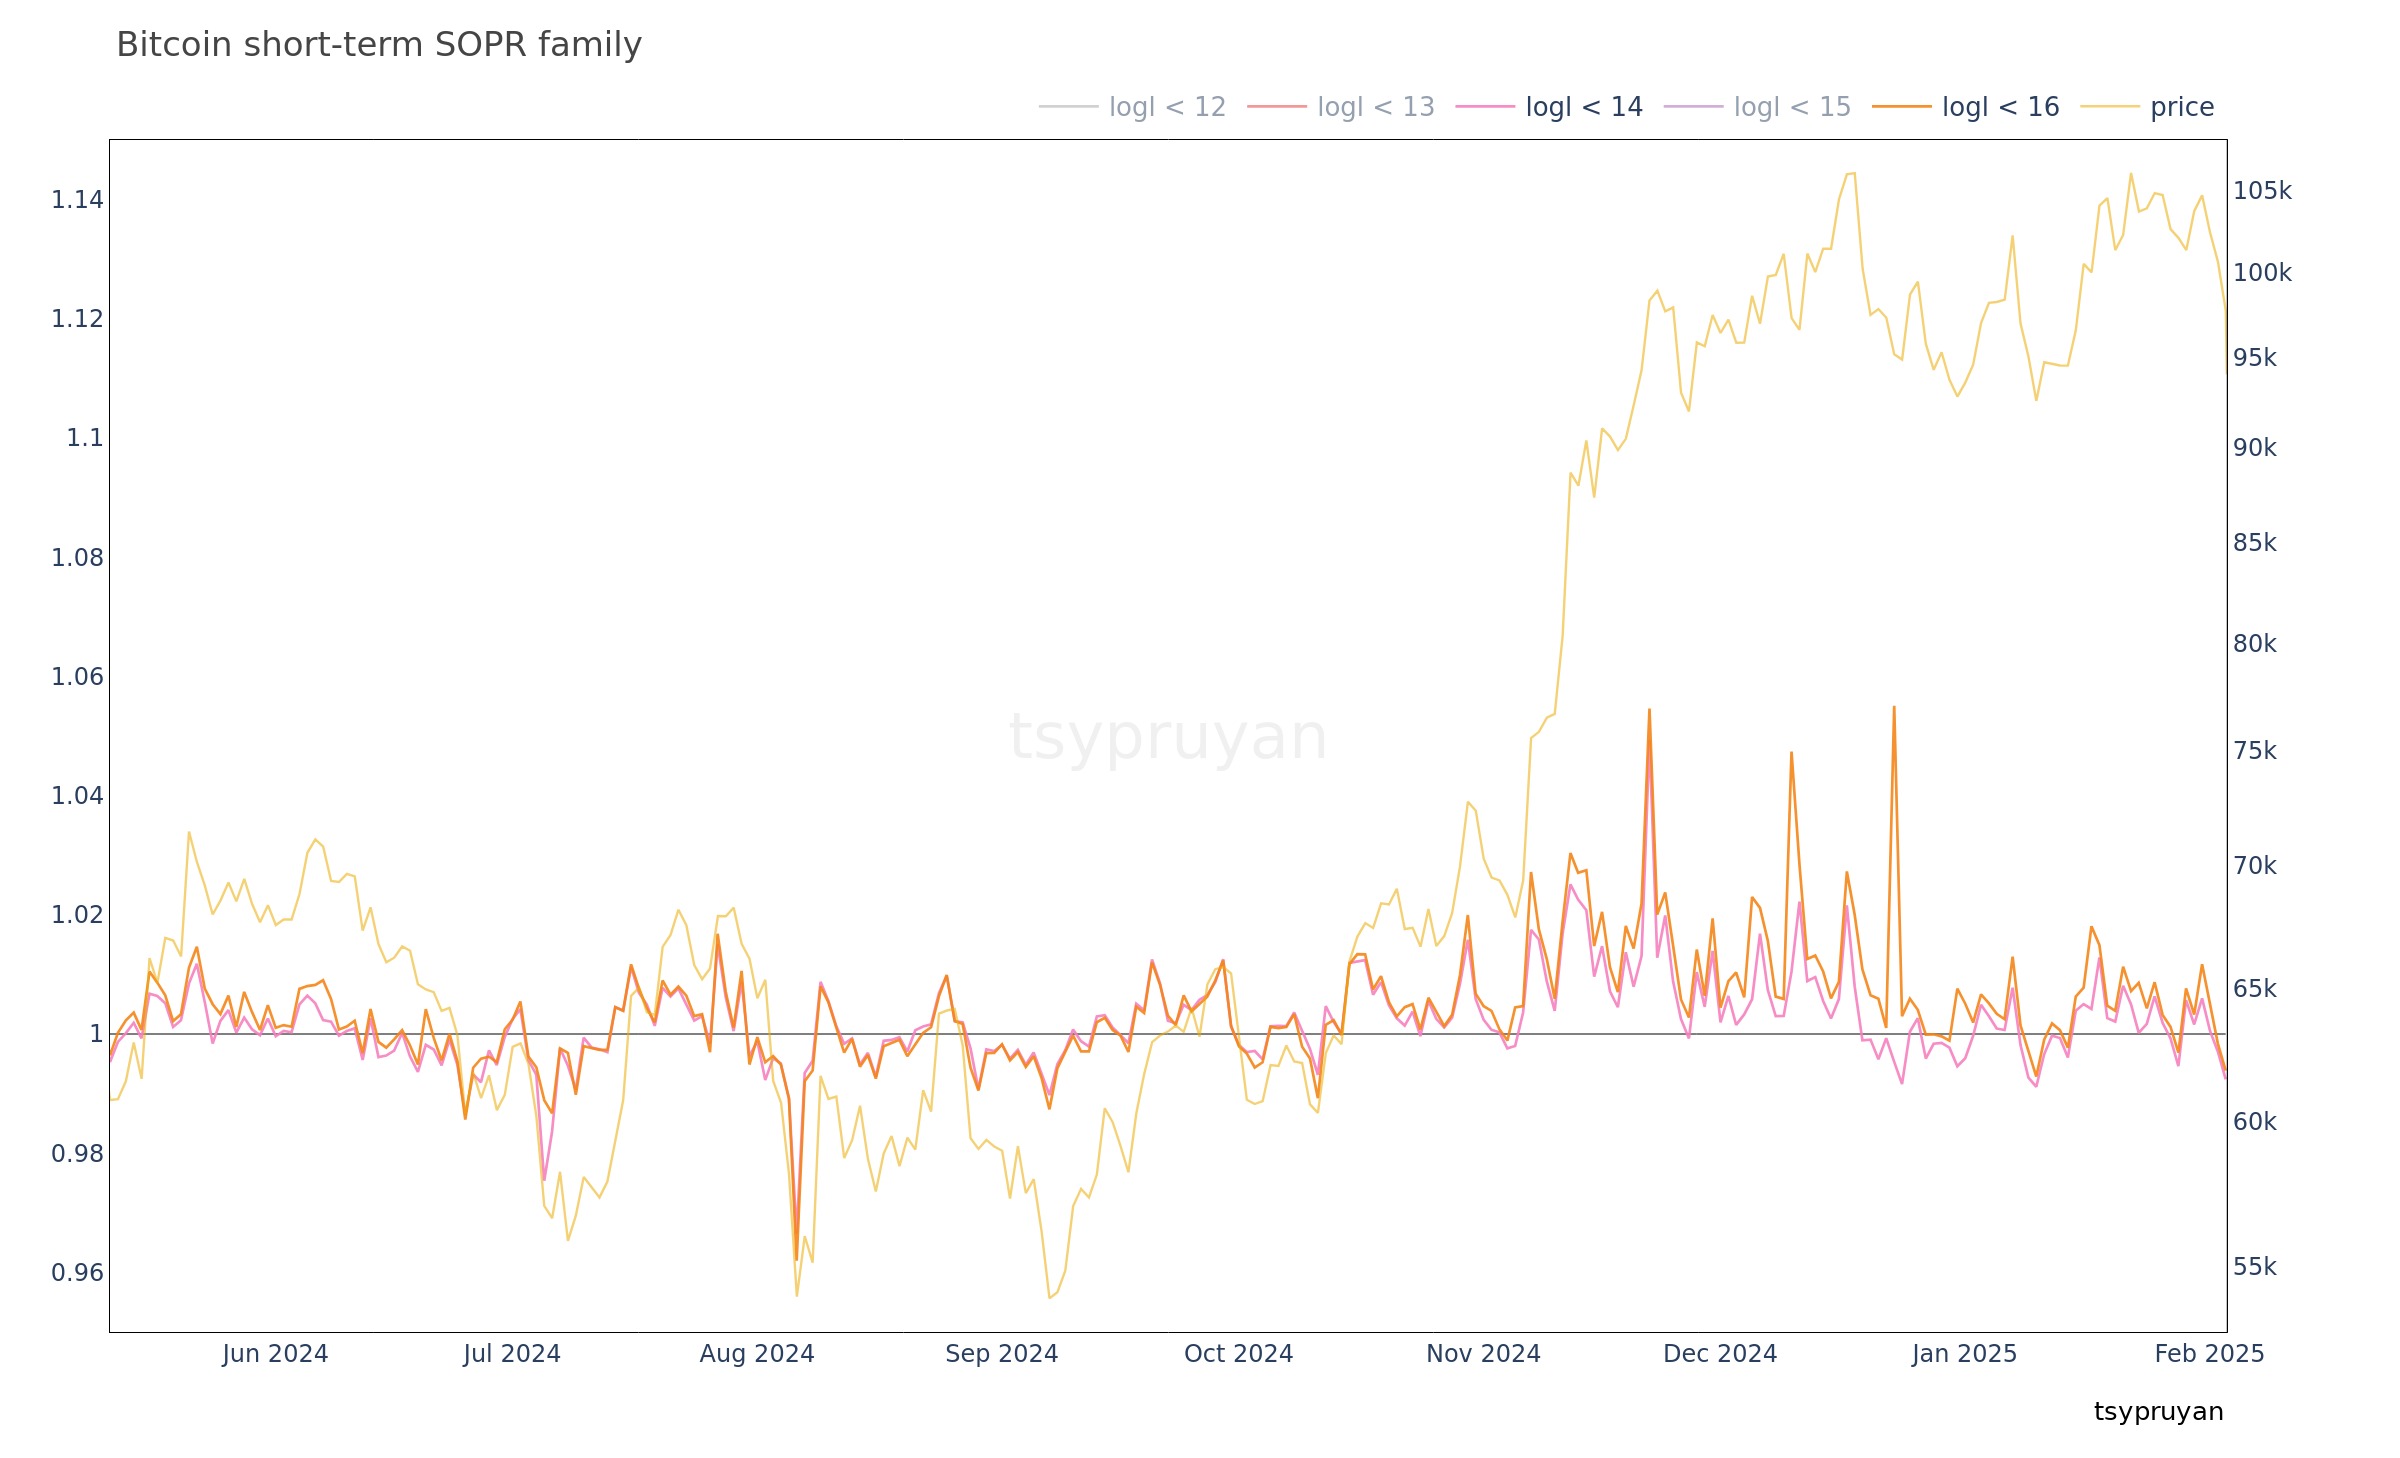 Bitcoin short-term SOPR family
logl < 12 logl < 13 logl < 14 logl < 15 logl < 16 price
1.14
1.12
1.1
1.08
1.06
1.04
1.02
1
0.98
0.96
105k
100k
95k
90k
85k
80k
75k
70k
65k
60k
55k
tsypruyan
Jun 2024 Jul 2024 Aug 2024 Sep 2024 Oct 2024 Nov 2024 Dec 2024 Jan 2025 Feb 2025
tsypruyan